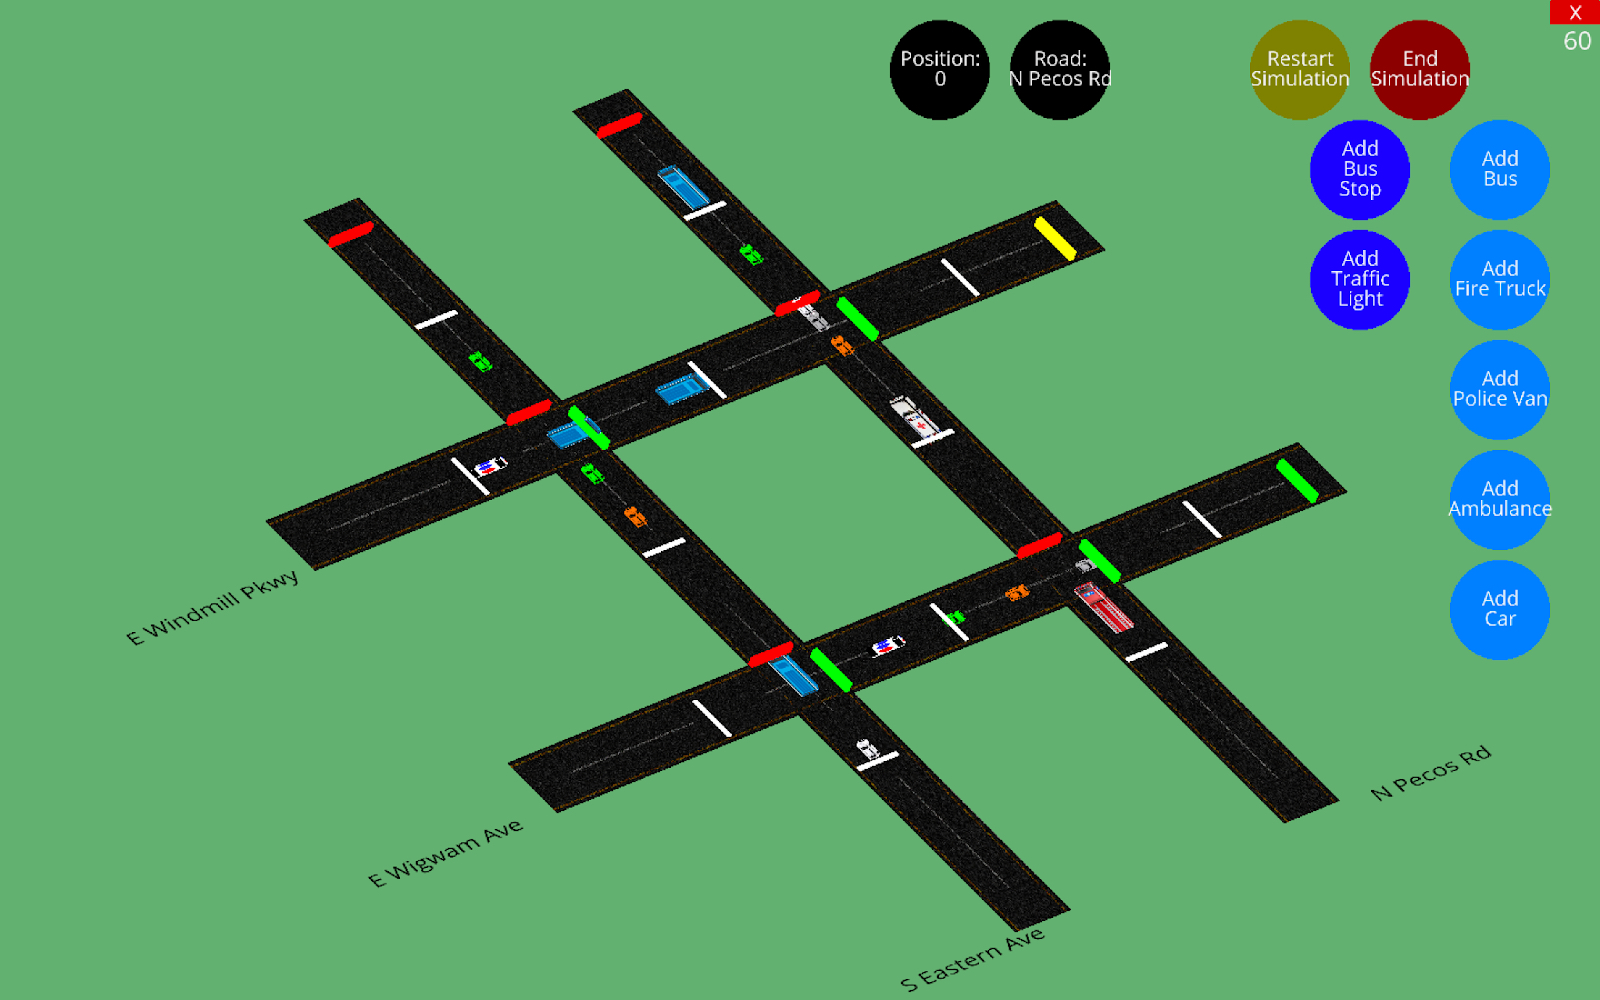 X
60
Position:
0
Road:
N Pecos Rd
Restart
Simulation
End
Simulation
Add
Bus
Stop
Add
Bus
Add
Traffic
Light
Add
Fire Truck
Add
Police Van
Add
Ambulance
Add
Car
E Windmill Pkwy
E Wigwam Ave
S Eastern Ave
N Pecos Rd